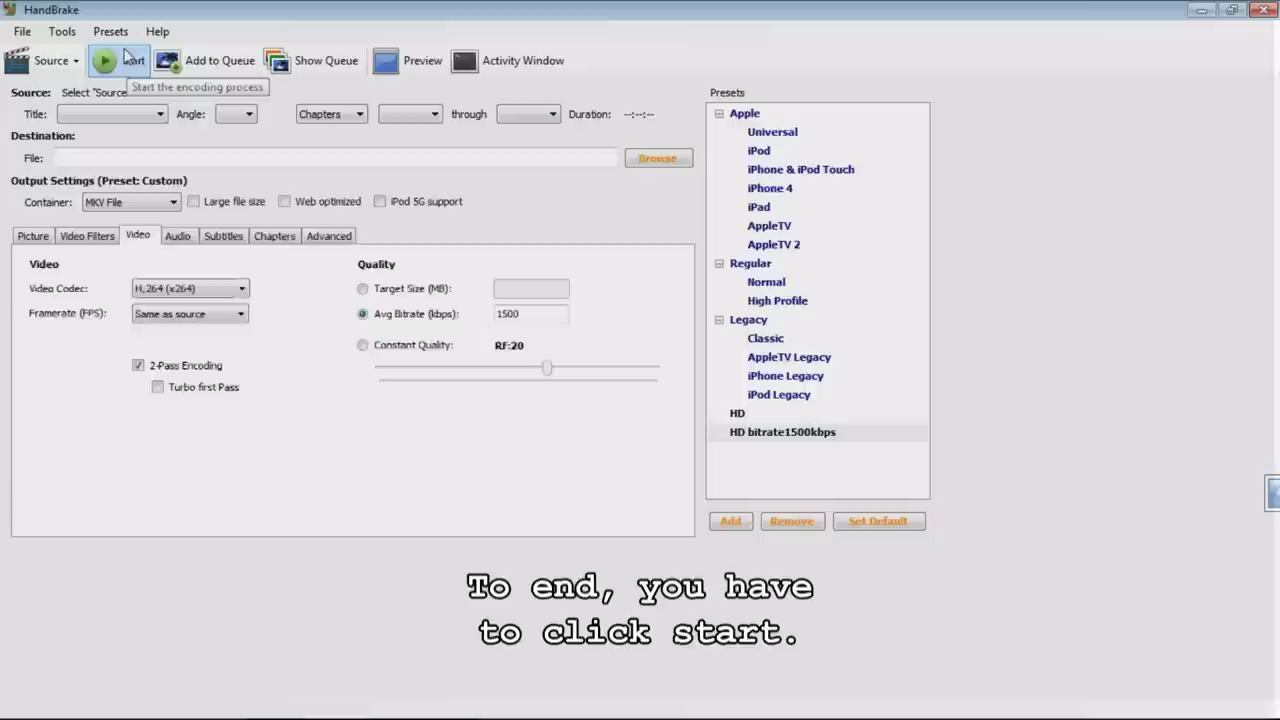 HandBrake
File Tools Presets Help
Source Start Add to Queue Show Queue Preview Activity Window
Start the encoding process
Source: Select "Source
Title: Angle: Chapters through Duration: --:--:--
Destination:
File: Browse
Output Settings (Preset: Custom)
Container: MKV File Large file size Web optimized iPod 5G support
Picture Video Filters Video Audio Subtitles Chapters Advanced
Video
Video Codec: H.264 (x264)
Framerate (FPS): Same as source
2-Pass Encoding
Turbo first Pass
Quality
Target Size (MB):
Avg Bitrate (kbps): 1500
Constant Quality: RF:20
Presets
Apple
Universal
iPod
iPhone & iPod Touch
iPhone 4
iPad
AppleTV
AppleTV 2
Regular
Normal
High Profile
Legacy
Classic
AppleTV Legacy
iPhone Legacy
iPod Legacy
HD
HD bitrate1500kbps
Add Remove Set Default
To end, you have
to click start.